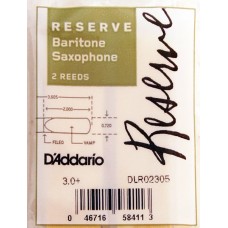 RESERVE
Baritone
Saxophone
2 REEDS
Reserve
D'Addario
3.0+
DLR02305
0 46716 58411 3